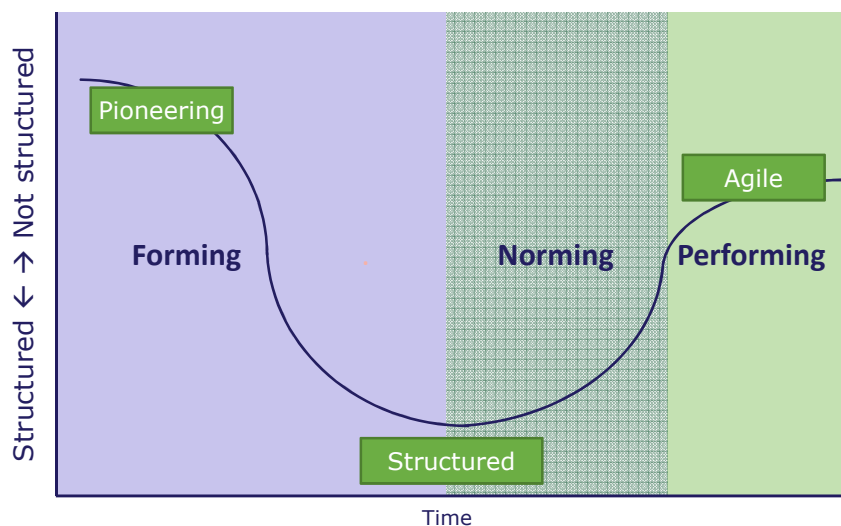 Structured ← → Not structured
Pioneering
Agile
Forming
Norming
Performing
Structured
Time